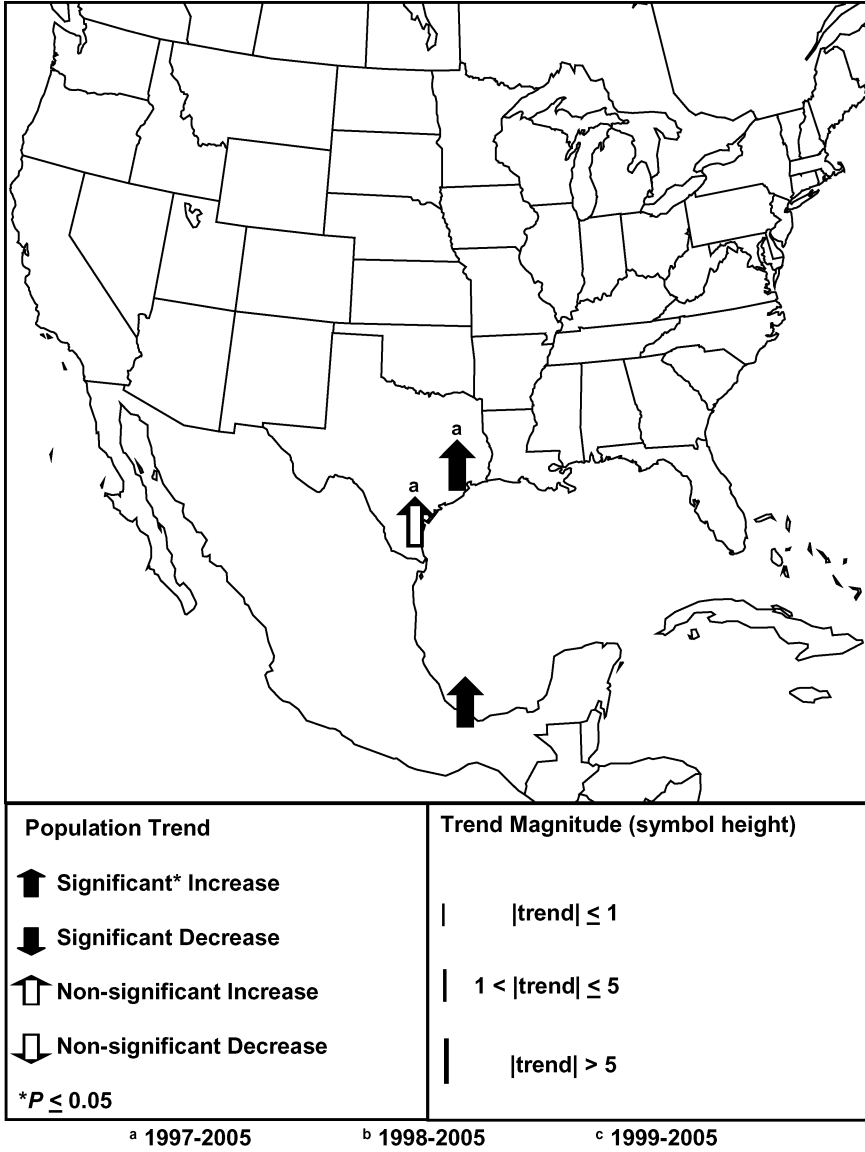 a
a
Population Trend
Significant* Increase
Significant Decrease
Non-significant Increase
Non-significant Decrease
*P ≤ 0.05
Trend Magnitude (symbol height)
|trend| ≤ 1
1 < |trend| ≤ 5
|trend| > 5
a 1997-2005 b 1998-2005 c 1999-2005